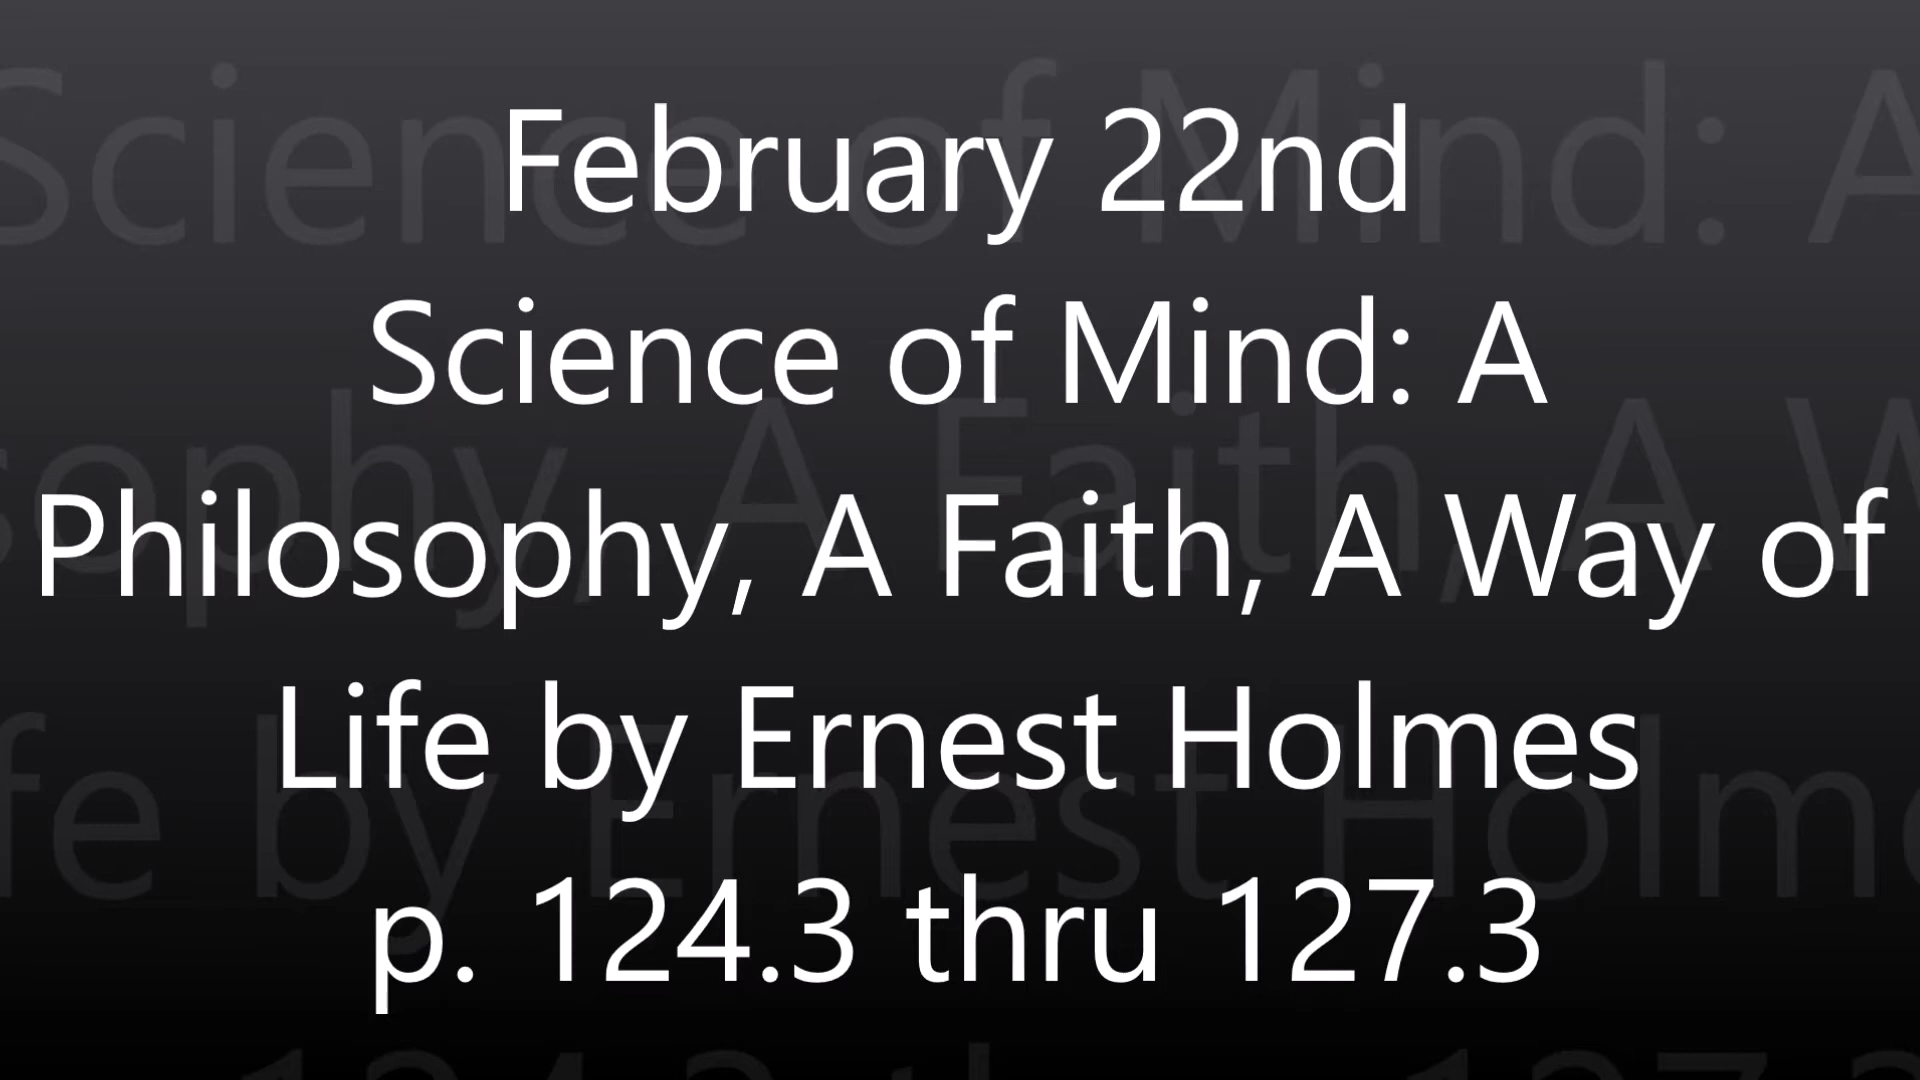 February 22nd
Science of Mind: A
Philosophy, A Faith, A Way of
Life by Ernest Holmes
p. 124.3 thru 127.3